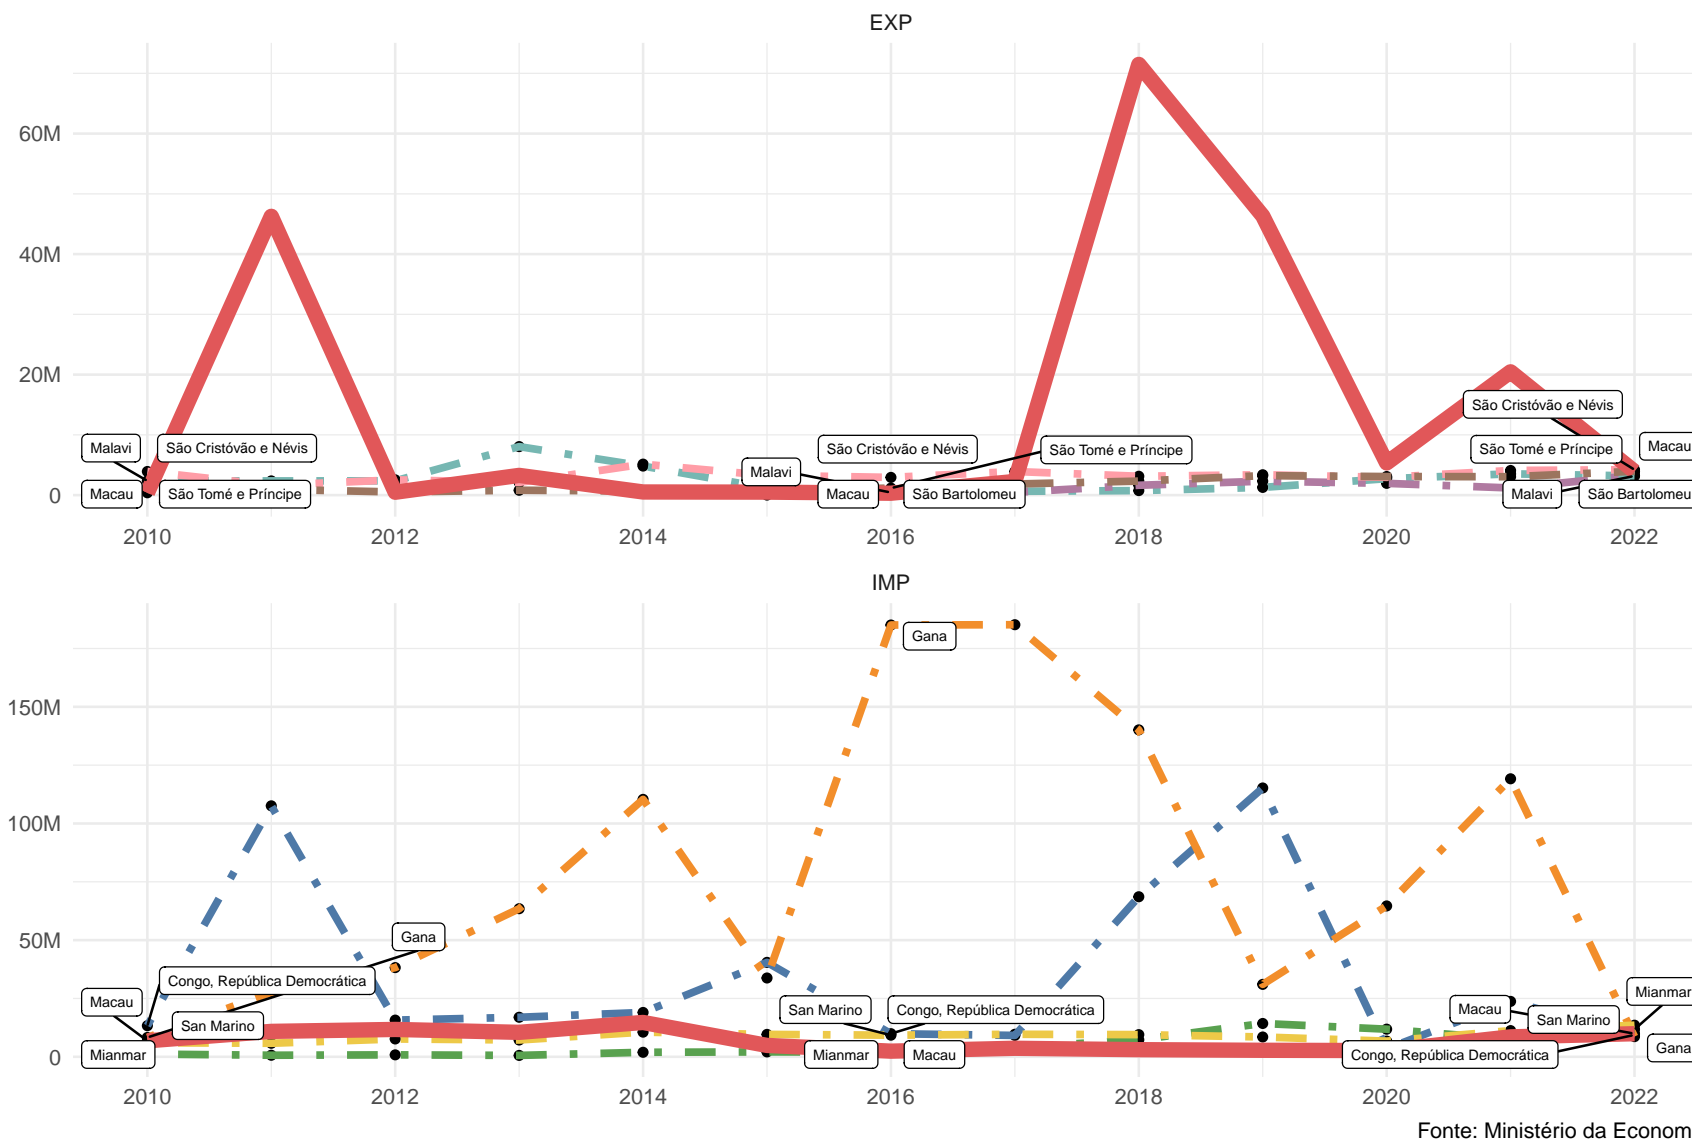 EXP
60M
40M
20M
0
Malavi
São Cristóvão e Névis
Macau
São Tomé e Príncipe
São Cristóvão e Névis
São Tomé e Príncipe
Malavi
Macau
São Bartolomeu
São Cristóvão e Névis
São Tomé e Príncipe
Macau
Malavi
São Bartolomeu
2010
2012
2014
2016
2018
2020
2022
IMP
150M
100M
50M
0
Gana
Gana
Congo, República Democrática
Macau
San Marino
Mianmar
San Marino
Congo, República Democrática
Mianmar
Macau
Mianmar
Macau
San Marino
Congo, República Democrática
Gana
2010
2012
2014
2016
2018
2020
2022
Fonte: Ministério da Econom